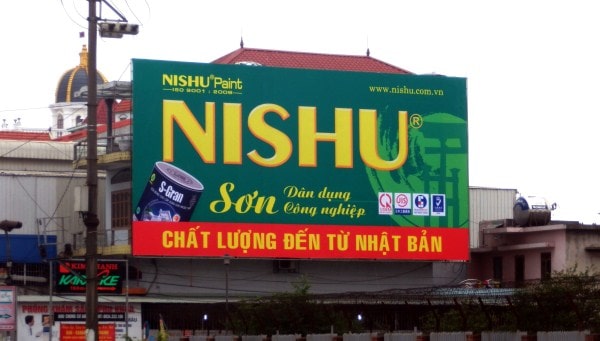 NISHU® Paint
ISO 9001 : 2008
www.nishu.com.vn
NISHU®
S-Gran
Sơn Dân dụng
Công nghiệp
CHẤT LƯỢNG ĐẾN TỪ NHẬT BẢN